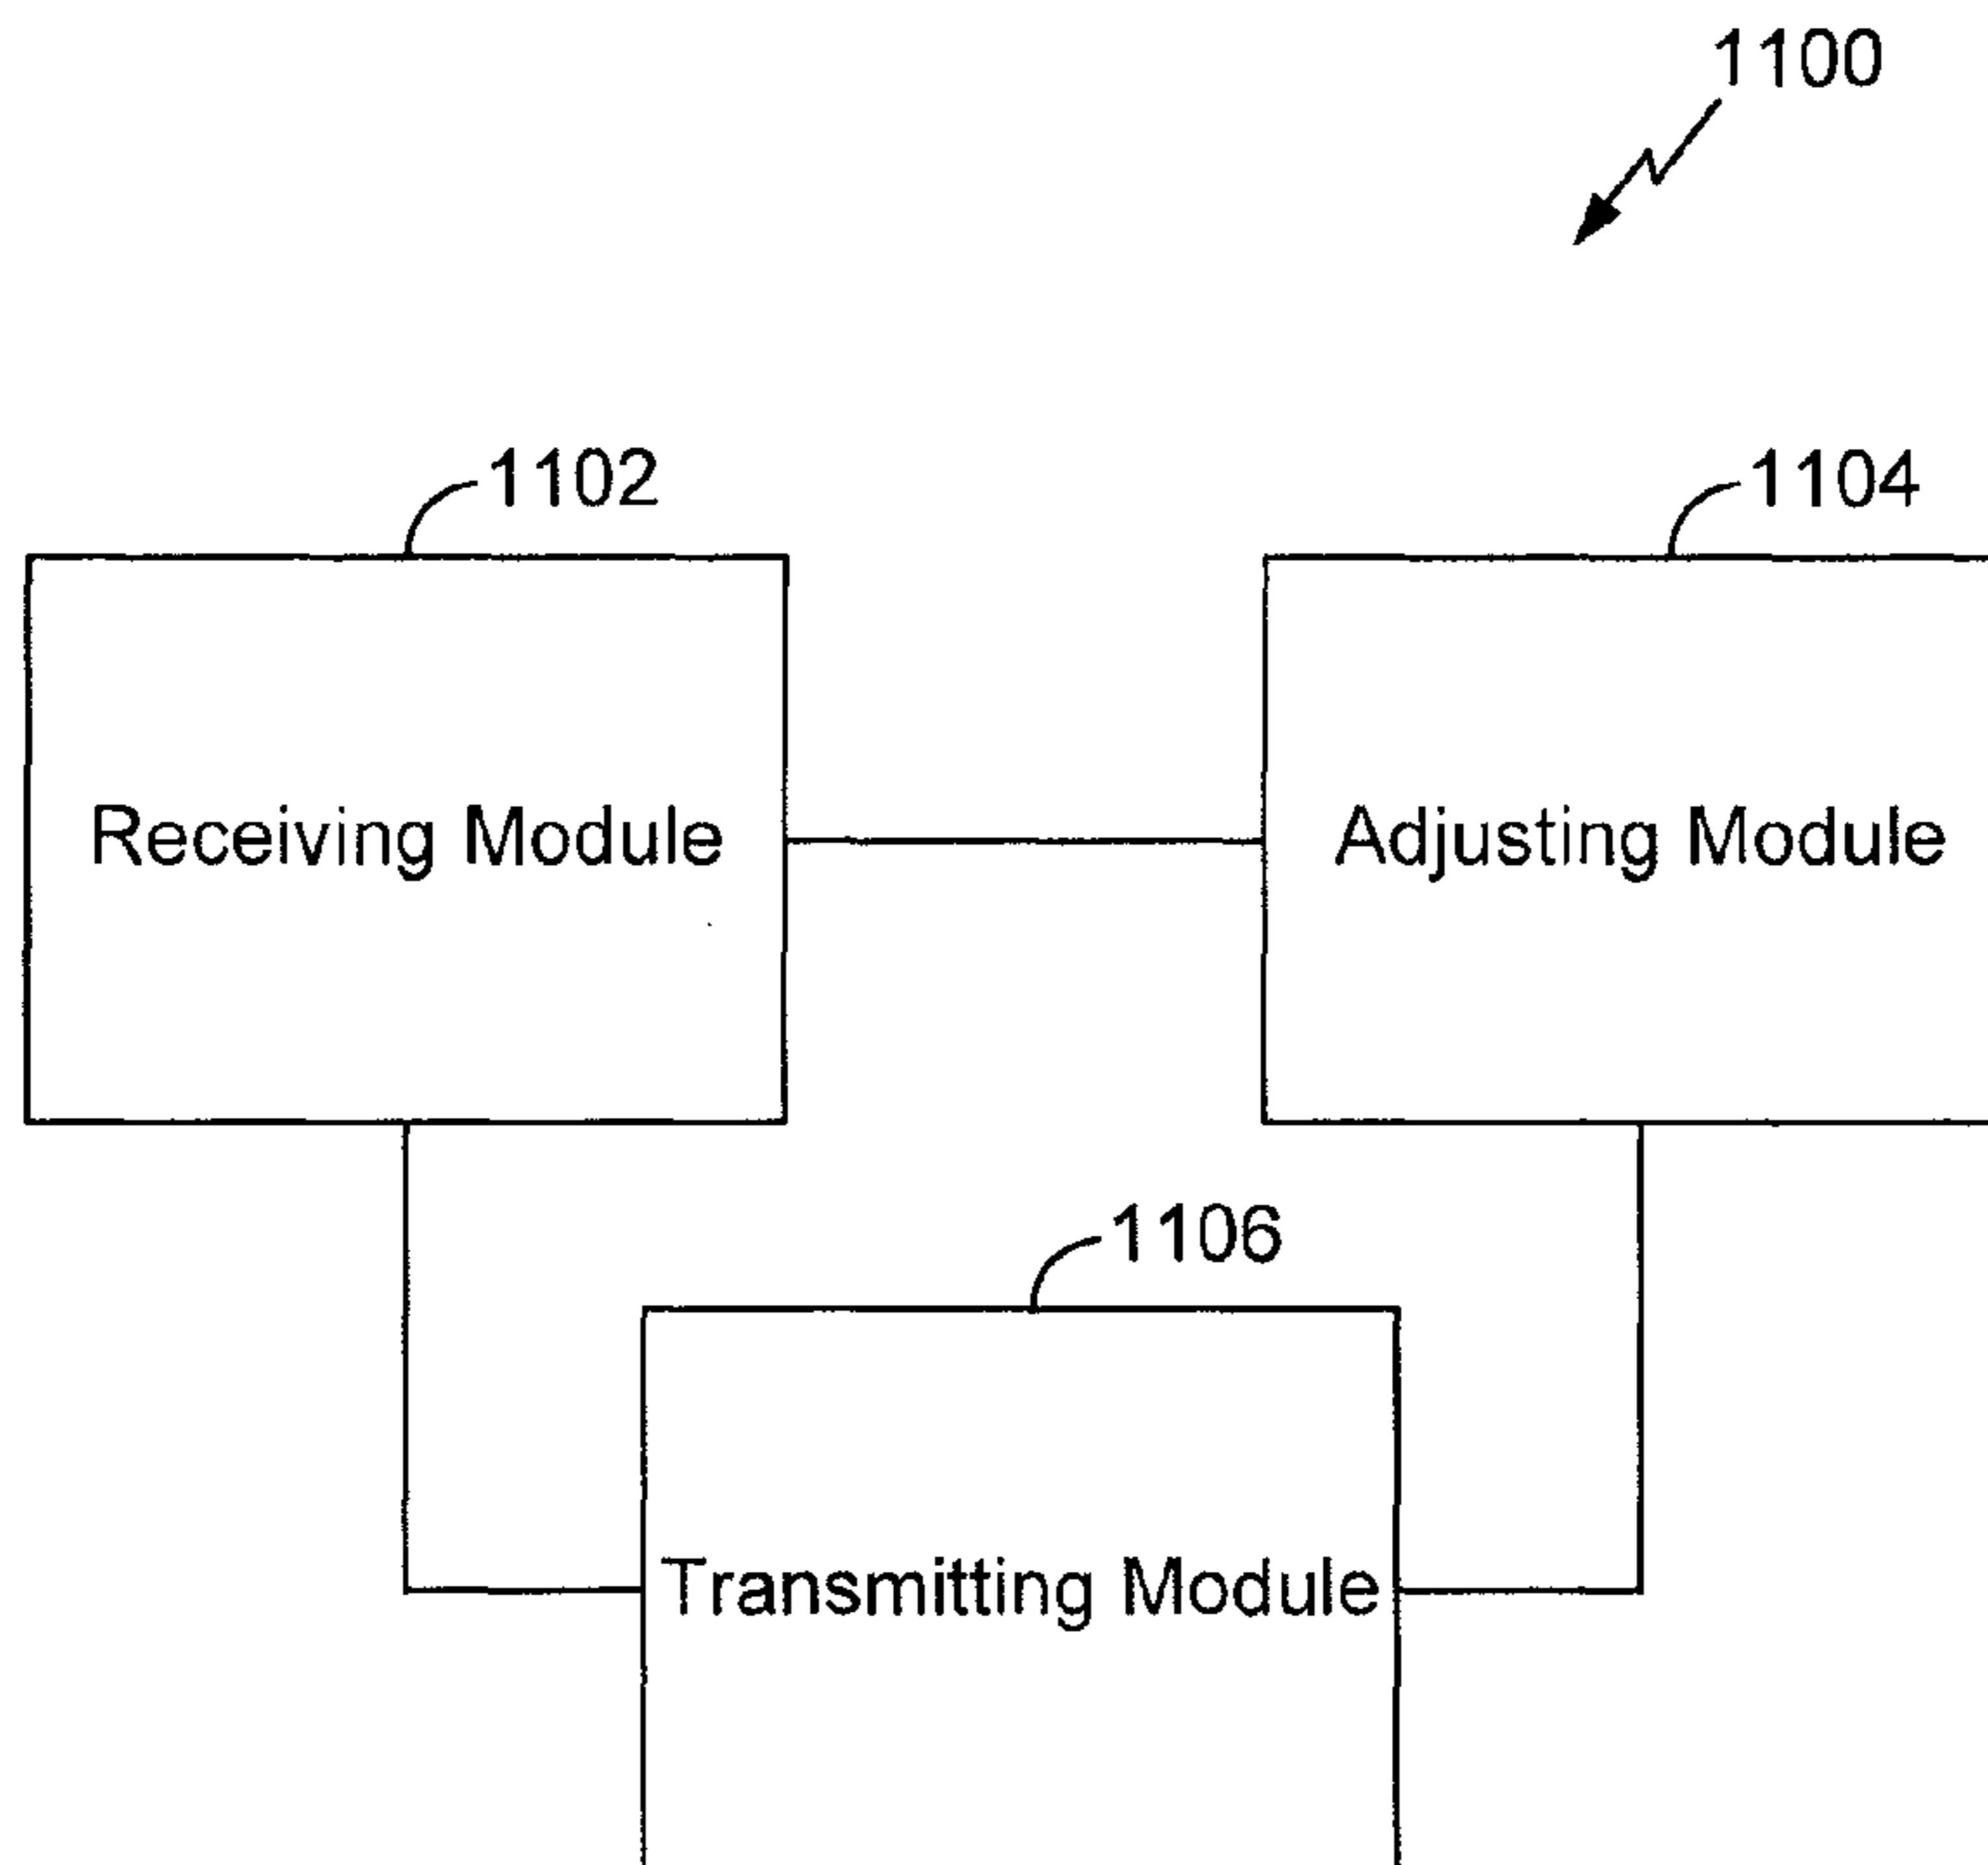 1100
1102
1104
Receiving Module
Adjusting Module
1106
Transmitting Module